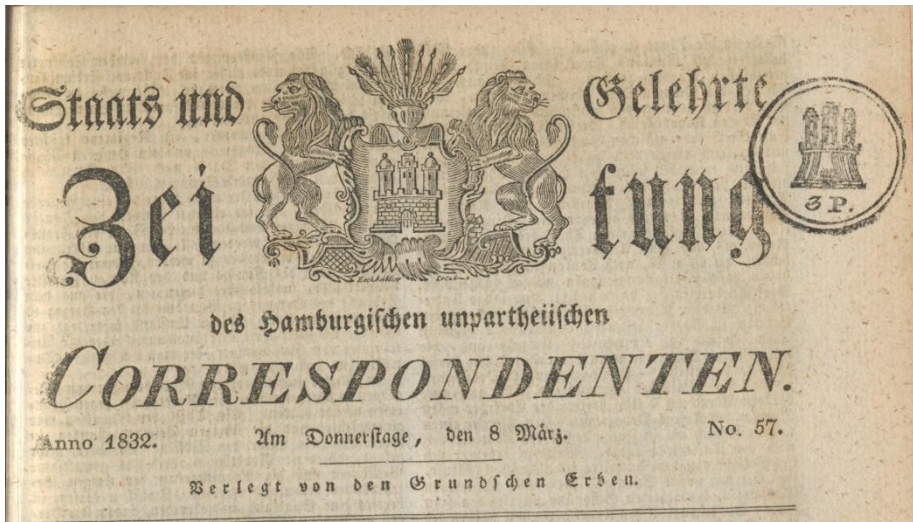 Staats und Gelehrte
Zeitung
des Hamburgischen unpartheiischen
CORRESPONDENTEN.
Anno 1832. Am Donnerstage, den 8 März. No. 57.
Verlegt von den Grundschen Erben.
3 P.